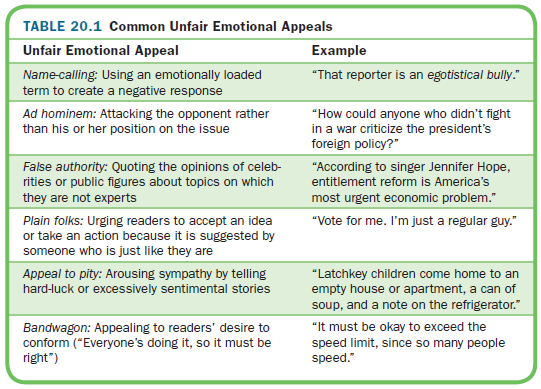 TABLE 20.1 Common Unfair Emotional Appeals
Unfair Emotional Appeal Example
Name-calling: Using an emotionally loaded
term to create a negative response
“That reporter is an egotistical bully.”
Ad hominem: Attacking the opponent rather
than his or her position on the issue
“How could anyone who didn’t fight
in a war criticize the president’s
foreign policy?”
False authority: Quoting the opinions of celeb-
rities or public figures about topics on which
they are not experts
“According to singer Jennifer Hope,
entitlement reform is America’s
most urgent economic problem.”
Plain folks: Urging readers to accept an idea
or take an action because it is suggested by
someone who is just like they are
“Vote for me. I’m just a regular guy.”
Appeal to pity: Arousing sympathy by telling
hard-luck or excessively sentimental stories
“Latchkey children come home to an
empty house or apartment, a can of
soup, and a note on the refrigerator.”
Bandwagon: Appealing to readers’ desire to
conform (“Everyone’s doing it, so it must be
right”)
“It must be okay to exceed the
speed limit, since so many people
speed.”